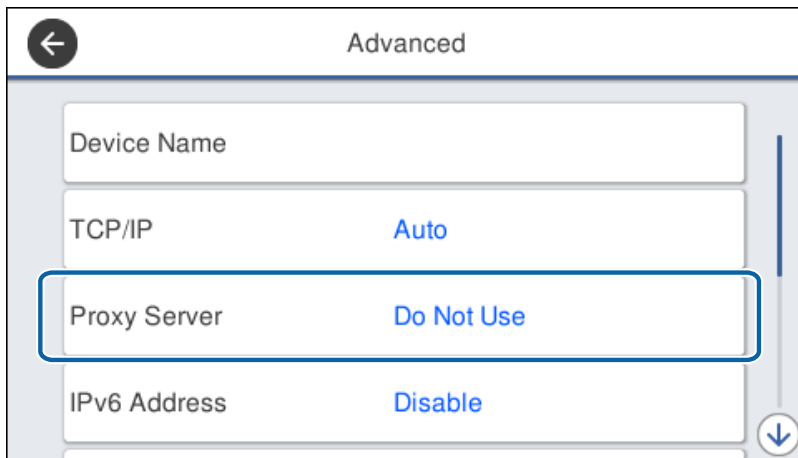 Advanced
Device Name
TCP/IP Auto
Proxy Server Do Not Use
IPv6 Address Disable